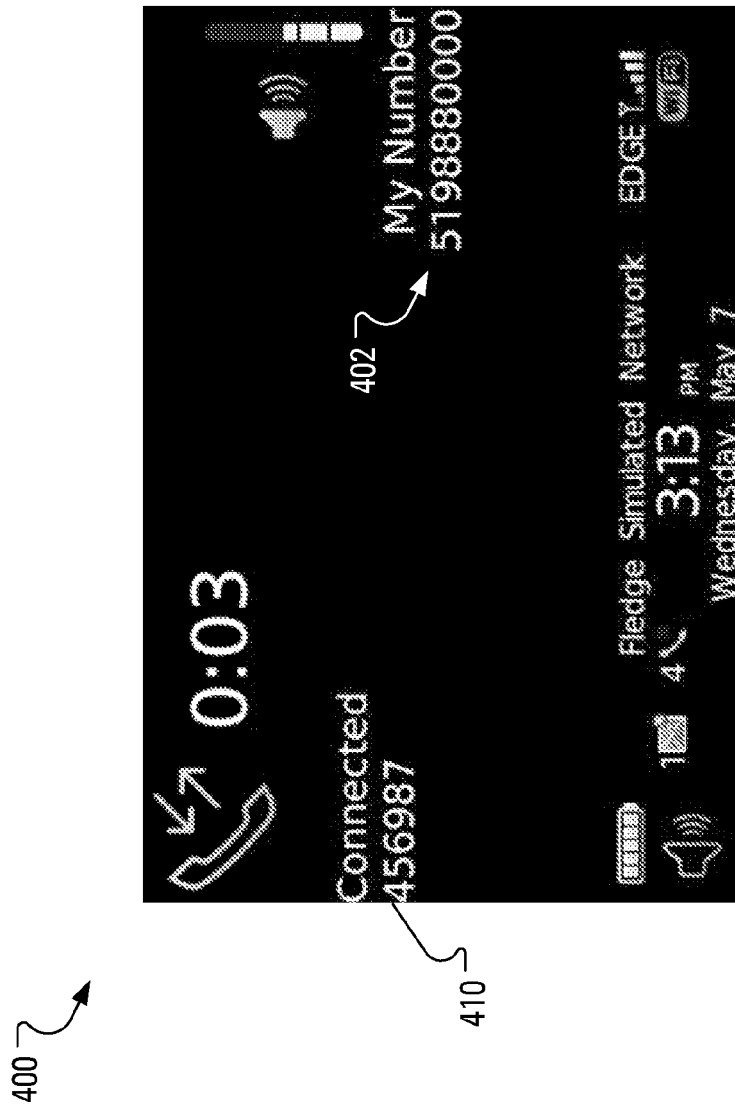 400
0:03
Connected
456987
My Number
5198880000
402
410
Fledge Simulated Network
EDGE
1
4
3:13 PM
Wednesday, May 7